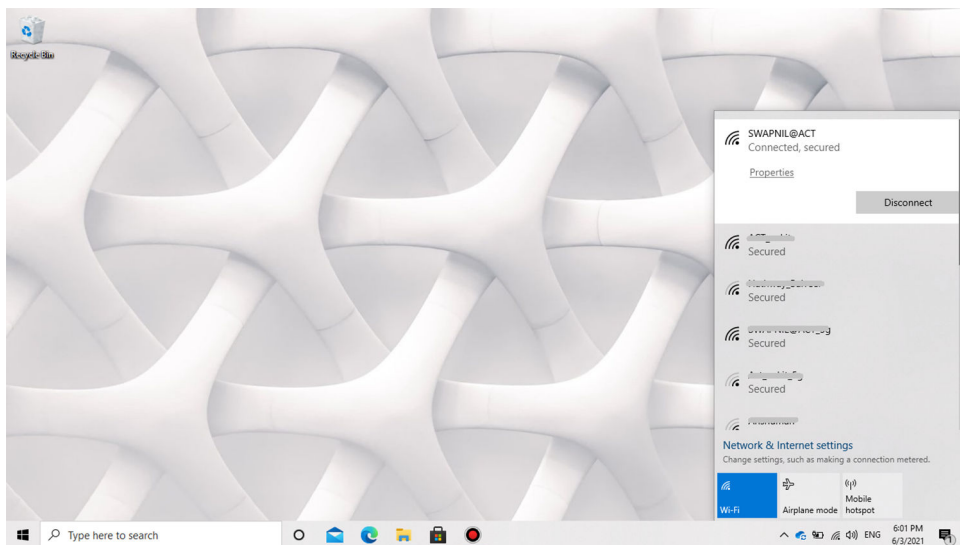 Recycle Bin
SWAPNIL@ACT
Connected, secured
Properties
Disconnect
Secured
Secured
Secured
Secured
Network & Internet settings
Change settings, such as making a connection metered.
Wi-Fi
Airplane mode
Mobile
hotspot
Type here to search
ENG
6:01 PM
6/3/2021
1